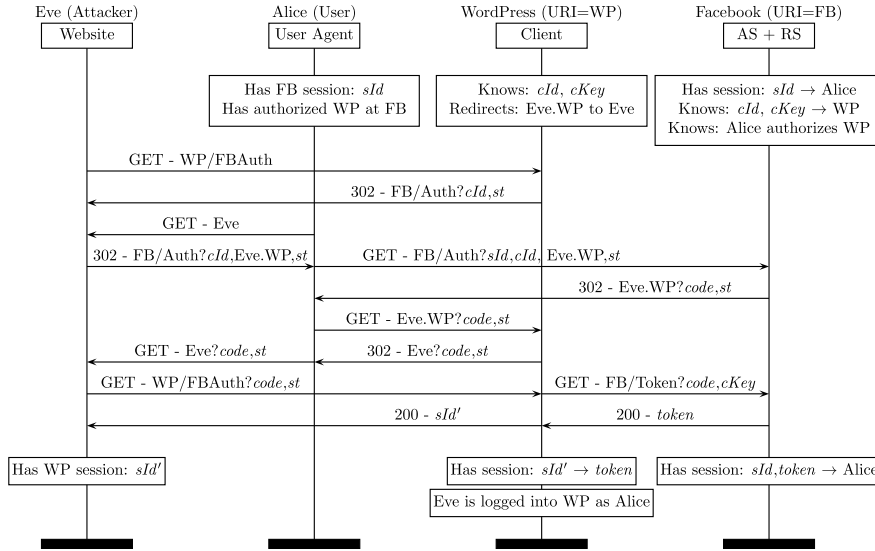 Eve (Attacker) Alice (User) WordPress (URI=WP) Facebook (URI=FB)
Website User Agent Client AS + RS
Has FB session: sId
Has authorized WP at FB
Knows: cId, cKey
Redirects: Eve.WP to Eve
Has session: sId → Alice
Knows: cId, cKey → WP
Knows: Alice authorizes WP
GET - WP/FBAuth
302 - FB/Auth?cId,st
GET - Eve
302 - FB/Auth?cId,Eve.WP,st GET - FB/Auth?sId,cId, Eve.WP,st
302 - Eve.WP?code,st
GET - Eve.WP?code,st
GET - Eve?code,st 302 - Eve?code,st
GET - WP/FBAuth?code,st GET - FB/Token?code,cKey
200 - sId′ 200 - token
Has WP session: sId′ Has session: sId′ → token Has session: sId,token → Alice
Eve is logged into WP as Alice